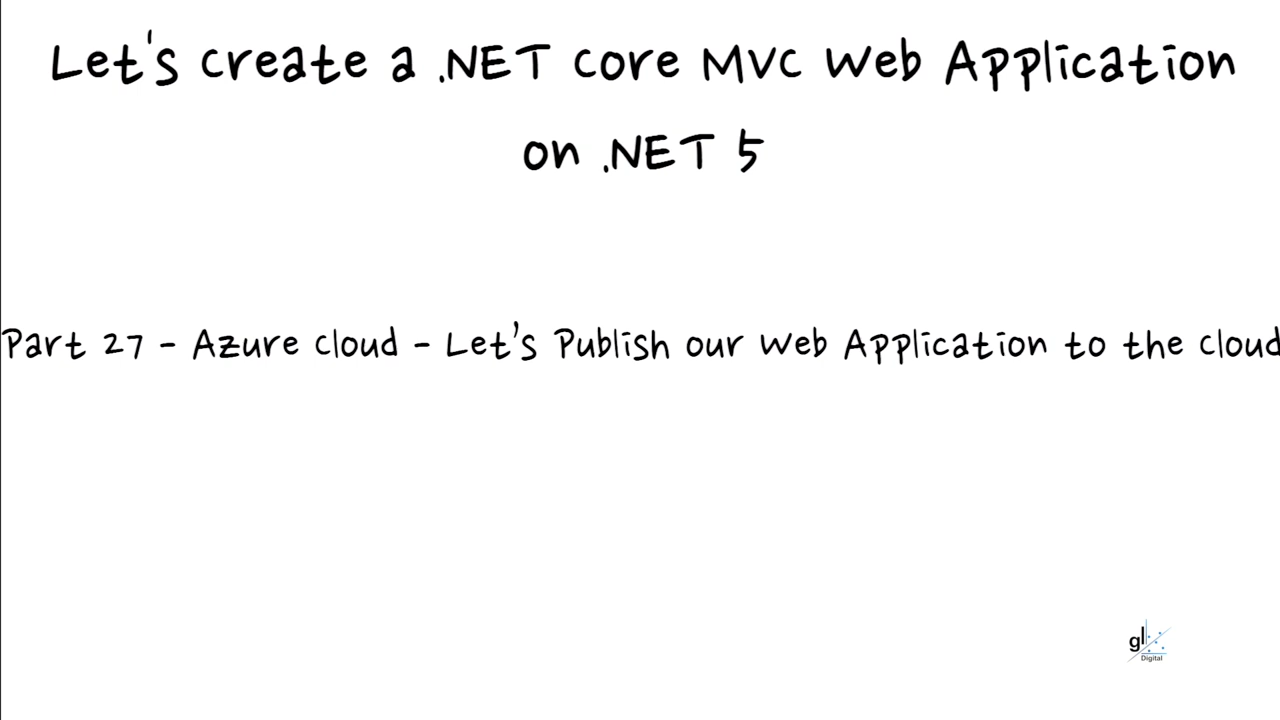 Let's create a .NET Core MVC Web Application
on .NET 5
Part 27 - Azure Cloud - Let's Publish our Web Application to the Cloud
gl
Digital